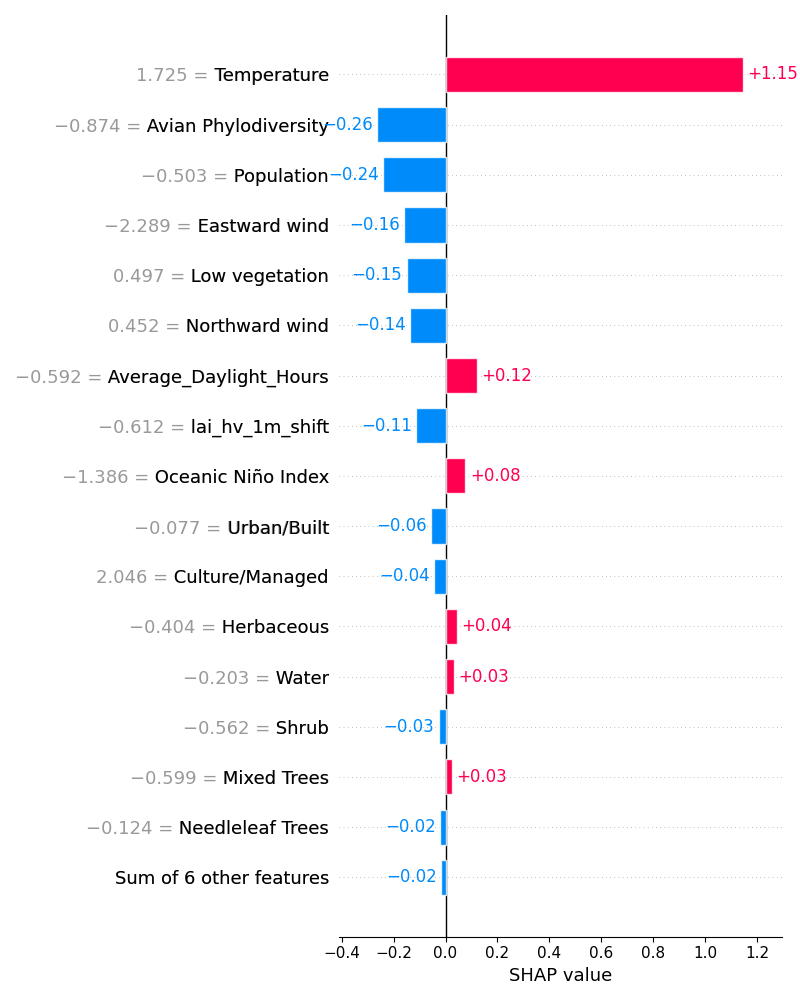 1.725 = Temperature +1.15
−0.874 = Avian Phylodiversity −0.26
−0.503 = Population −0.24
−2.289 = Eastward wind −0.16
0.497 = Low vegetation −0.15
0.452 = Northward wind −0.14
−0.592 = Average_Daylight_Hours +0.12
−0.612 = lai_hv_1m_shift −0.11
−1.386 = Oceanic Niño Index +0.08
−0.077 = Urban/Built −0.06
2.046 = Culture/Managed −0.04
−0.404 = Herbaceous +0.04
−0.203 = Water +0.03
−0.562 = Shrub −0.03
−0.599 = Mixed Trees +0.03
−0.124 = Needleleaf Trees −0.02
Sum of 6 other features −0.02
−0.4 −0.2 0.0 0.2 0.4 0.6 0.8 1.0 1.2
SHAP value